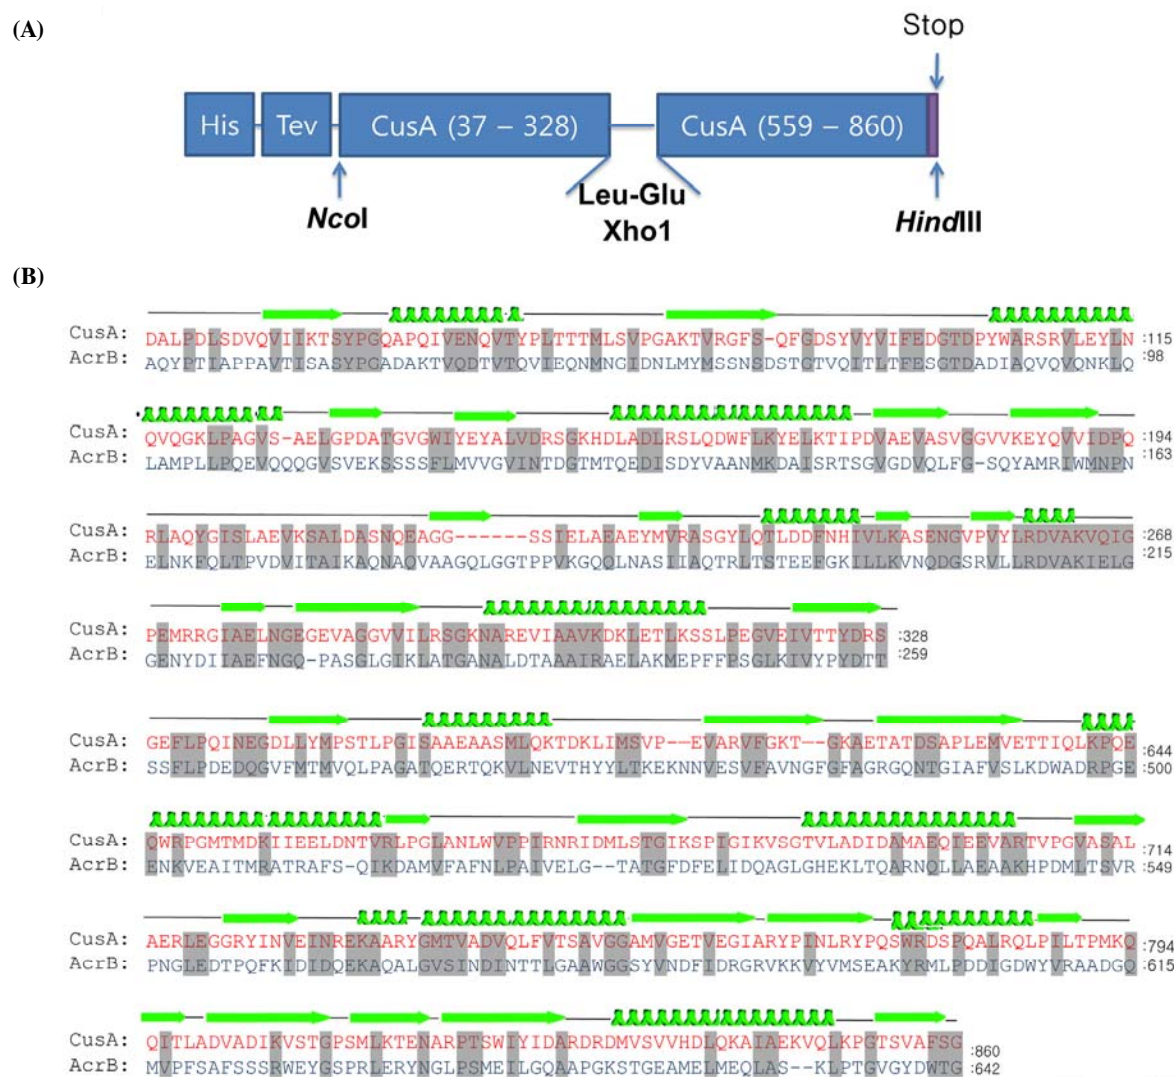 (A)
Stop
His Tev CusA (37 – 328) CusA (559 – 860)
NcoI Leu-Glu HindIII
Xho1
(B)
CusA: DALPDLSDVQVIIKTSYPGQAPQIVENQVTYPLTTTMLSVPGAKTVRGFS-QFGDSYVYVIFEDGTDPYWARSRVLEYLN :115
AcrB: AQYPTIAPPAVTISASYPGADAKTVQDTVTQVIEQNMNGIDNLMYMSSNSDSTGTVQITLTFESGTDADIAQVQVQNKLQ :98
CusA: QVQGKLPAGVS-AELGPDATGVGWIYEYALVDRSGKHDLADLRSLQDWFLKYELKTIPDVAEVASVGGVVKEYQVVIDPQ :194
AcrB: LAMPLLPQEVQQQGVSVEKSSSSFLMVVGVINTDGTMTQEDISDYVAANMKDAISRTSGVGDVQLFG-SQYAMRIWMNPN :163
CusA: RLAQYGISLAEVKSALDASNQEAGG------SSIELAEAEYMVRASGYLQTLDDFNHIVLKASENGVPVYLRDVAKVQIG :268
AcrB: ELNKFQLTPVDVITAIKAQNAQVAAGQLGGTPPVKGQQLNASIIAQTRLTSTEEFGKILLKVNQDGSRVLLRDVAKIELG :215
CusA: PEMRRGIAELNGEGEVAGGVVILRSGKNAREVIAAVKDKLETLKSSLPEGVEIVTTYDRS :328
AcrB: GENYDIIAEFNGQ-PASGLGIKLATGANALDTAAAIRAELAKMEPFFPSGLKIVYPYDTT :259
CusA: GEFLPQINEGDLLYMPSTLPGISAAEAASMLQKTDKLIMSVP--EVARVFGKT--GKAETATDSAPLEMVETTIQLKPQE :644
AcrB: SSFLPDEDQGVFMTMVQLPAGATQERTQKVLNEVTHYYLTKEKNNVESVFAVNGFGFAGRGQNTGIAFVSLKDWADRPGE :500
CusA: QWRPGMTMDKIIEELDNTVRLPGLANLWVPPIRNRIDMLSTGIKSPIGIKVSGTVLADIDAMAEQIEEVARTVPGVASAL :714
AcrB: ENKVEAITMRATRAFS-QIKDAMVFAFNLPAIVELG--TATGFDFELIDQAGLGHEKLTQARNQLLAEAAKHPDMLTSVR :549
CusA: AERLEGGRYINVEINREKAARYGMTVADVQLFVTSAVGGAMVGETVEGIARYPINLRYPQSWRDSPQALRQLPILTPMKQ :794
AcrB: PNGLEDTPQFKIDIDQEKAQALGVSINDINTTLGAAWGGSYVNDFIDRGRVKKVYVMSEAKYRMLPDDIGDWYVRAADGQ :615
CusA: QITLADVADIKVSTGPSMLKTENARPTSWIYIDARDRDMVSVVHDLQKAIAEKVQLKPGTSVAFSG :860
AcrB: MVPFSAFSSSRWEYGSPRLERYNGLPSMEILGQAAPGKSTGEAMELMEQLAS--KLPTGVGYDWTG :642